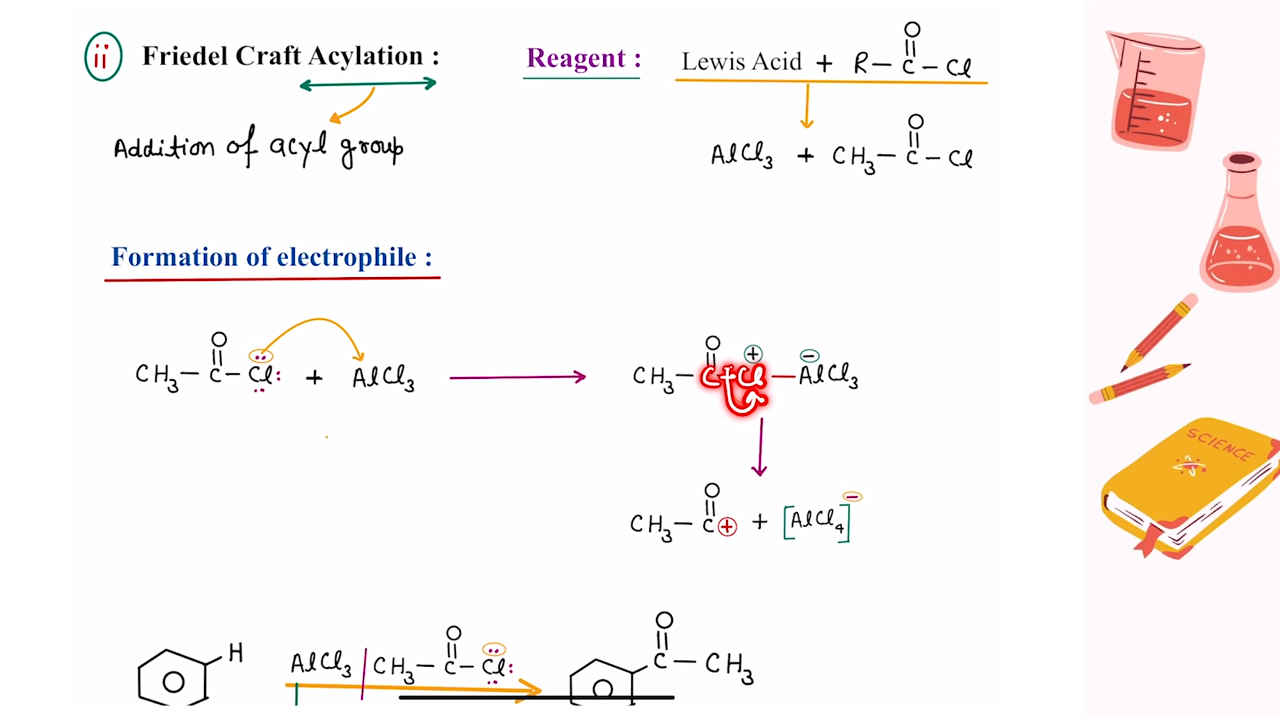 ii Friedel Craft Acylation : Reagent : Lewis Acid + R–C(=O)–Cl
Addition of acyl group AlCl₃ + CH₃–C(=O)–Cl
Formation of electrophile :
CH₃–C(=O)–Cl: + AlCl₃ → CH₃–C(=O)–Cl⊕–AlCl₃⊖
CH₃–C(=O)⊕ + [AlCl₄]⊖
H AlCl₃ | CH₃–C(=O)–Cl: → C(=O)–CH₃
SCIENCE